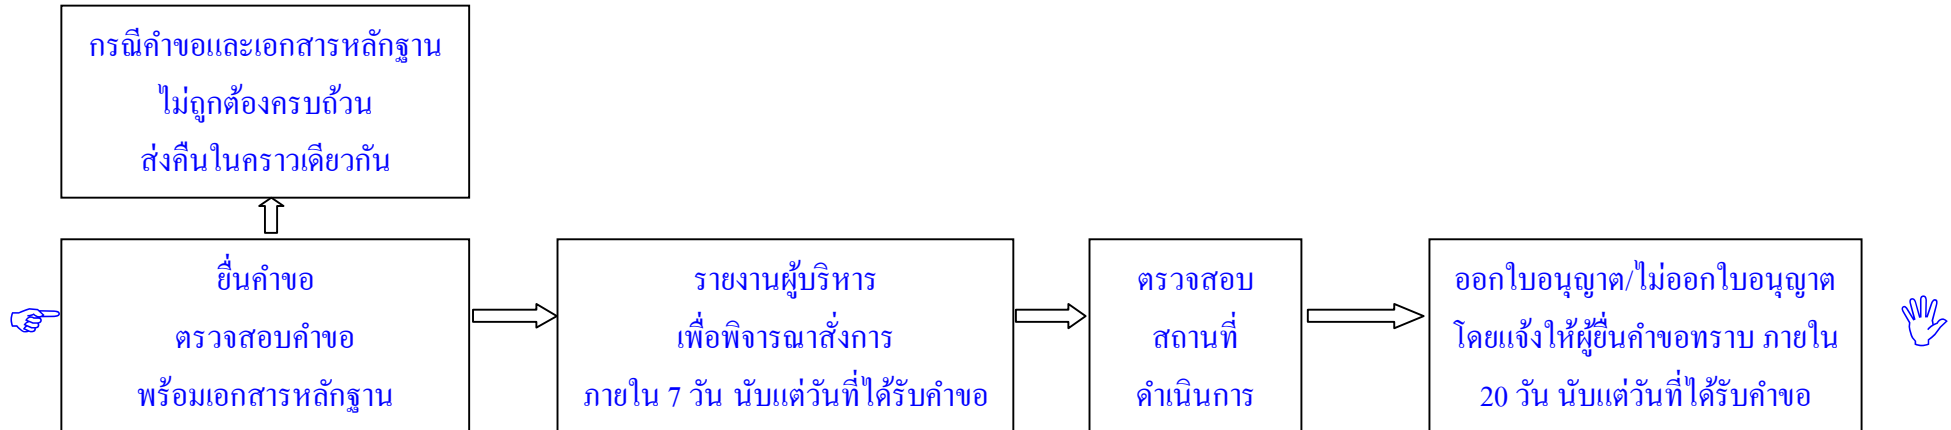 กรณีคำขอและเอกสารหลักฐาน
ไม่ถูกต้องครบถ้วน
ส่งคืนในคราวเดียวกัน
ยื่นคำขอ
ตรวจสอบคำขอ
พร้อมเอกสารหลักฐาน
รายงานผู้บริหาร
เพื่อพิจารณาสั่งการ
ภายใน 7 วัน นับแต่วันที่ได้รับคำขอ
ตรวจสอบ
สถานที่
ดำเนินการ
ออกใบอนุญาต/ไม่ออกใบอนุญาต
โดยแจ้งให้ผู้ยื่นคำขอทราบ ภายใน
20 วัน นับแต่วันที่ได้รับคำขอ